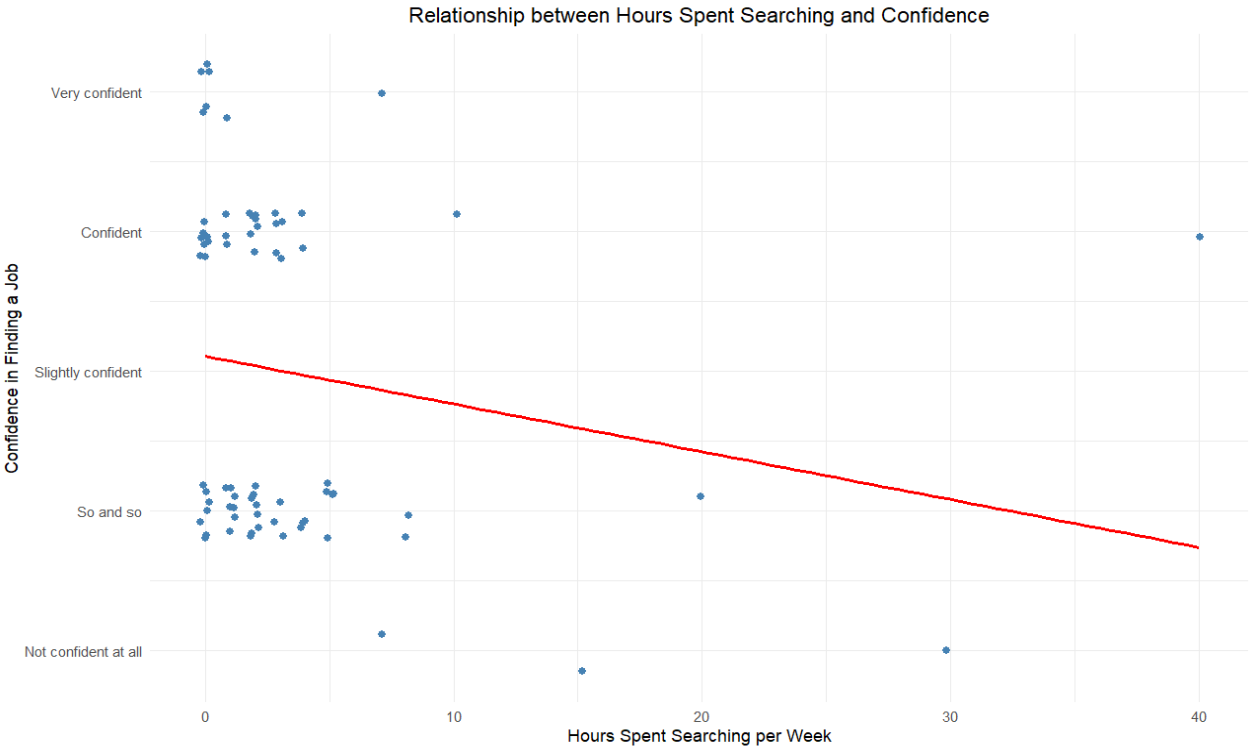 Relationship between Hours Spent Searching and Confidence
Confidence in Finding a Job
Very confident
Confident
Slightly confident
So and so
Not confident at all
0
10
20
30
40
Hours Spent Searching per Week